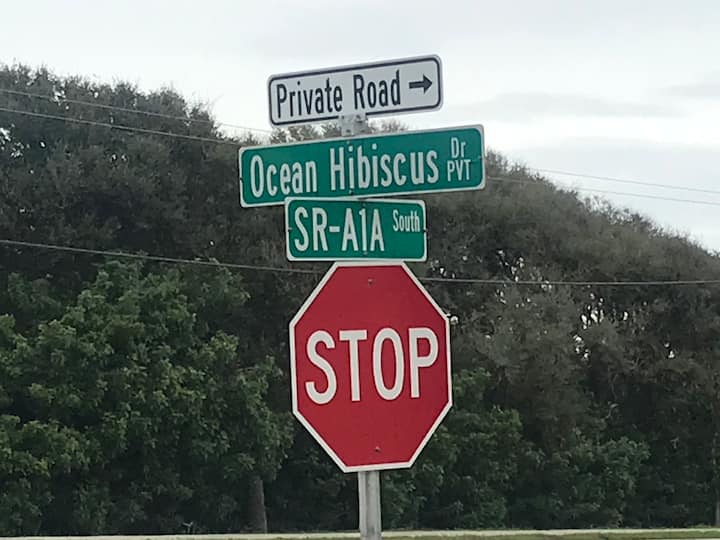 Private Road →
Ocean Hibiscus Dr PVT
SR-A1A South
STOP